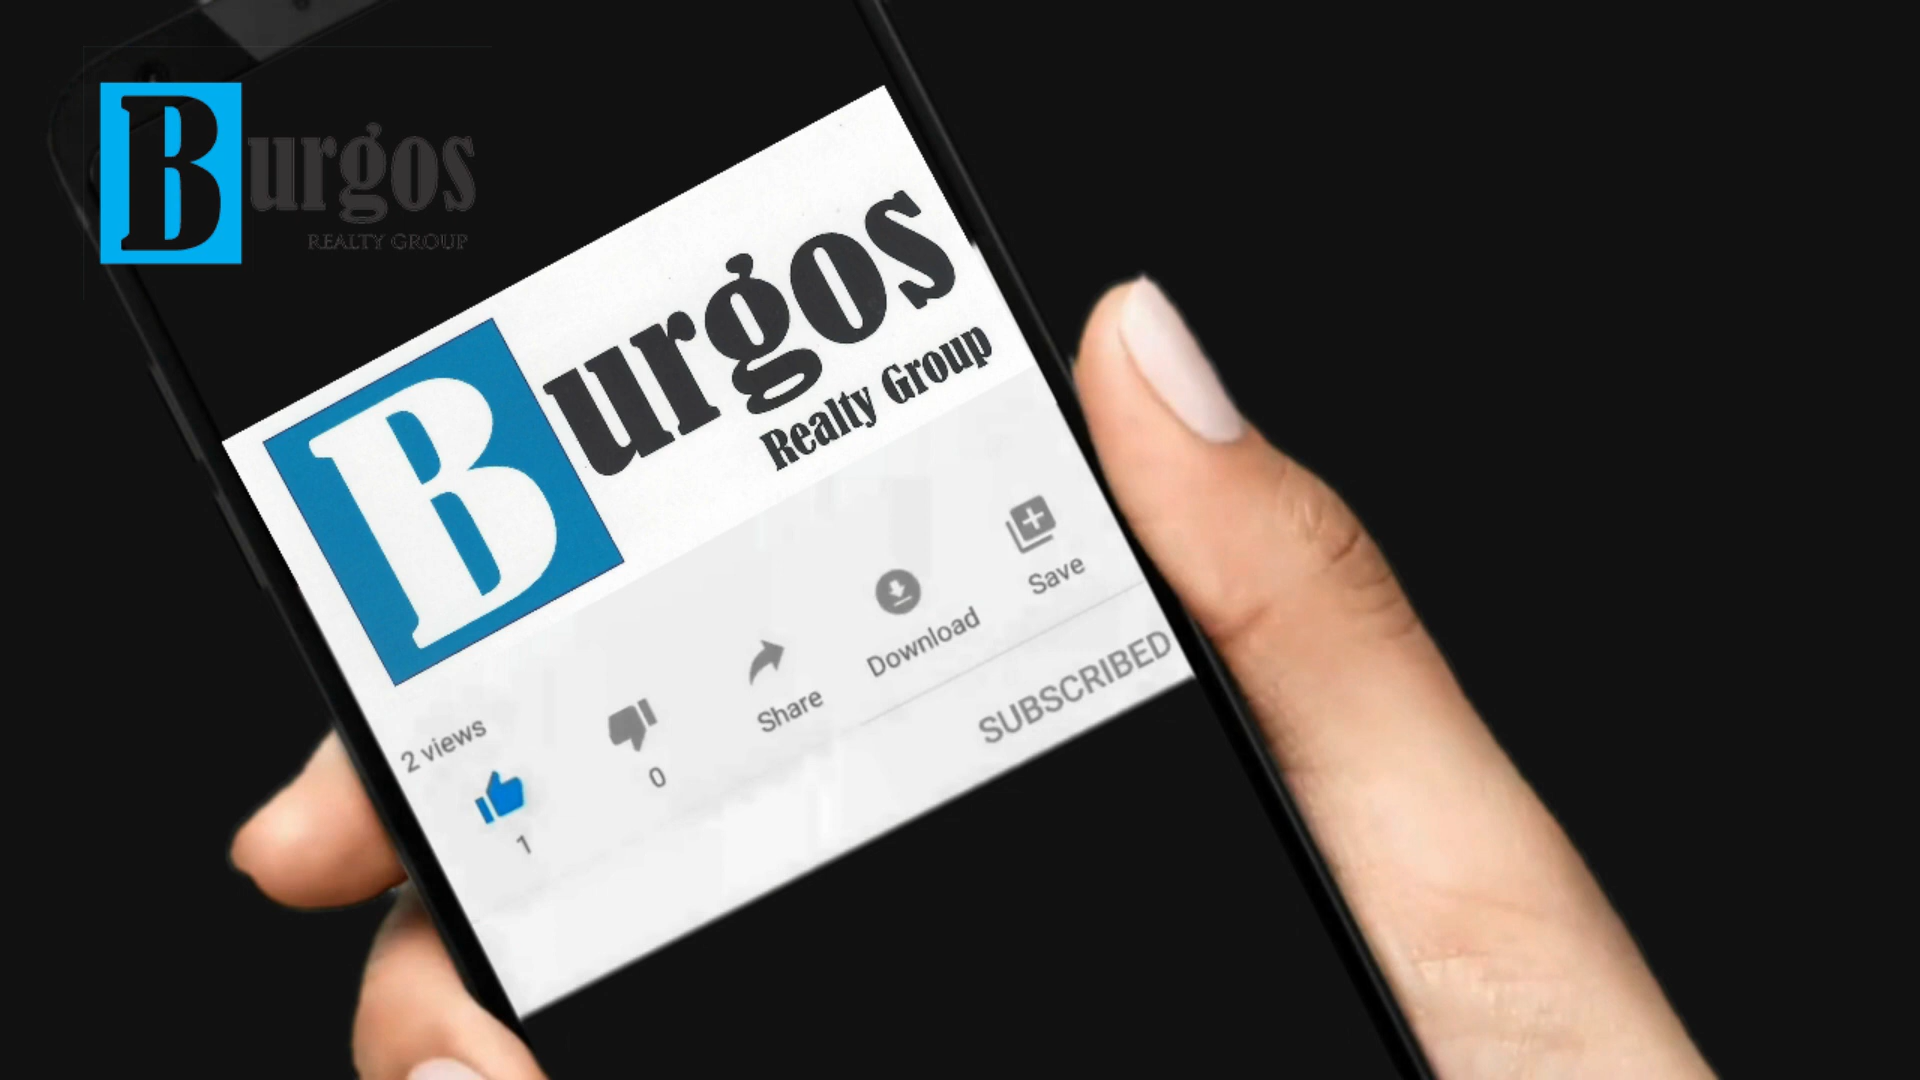 Burgos
REALTY GROUP
Burgos
Realty Group
2 views
1
0
Share
Download
Save
SUBSCRIBED